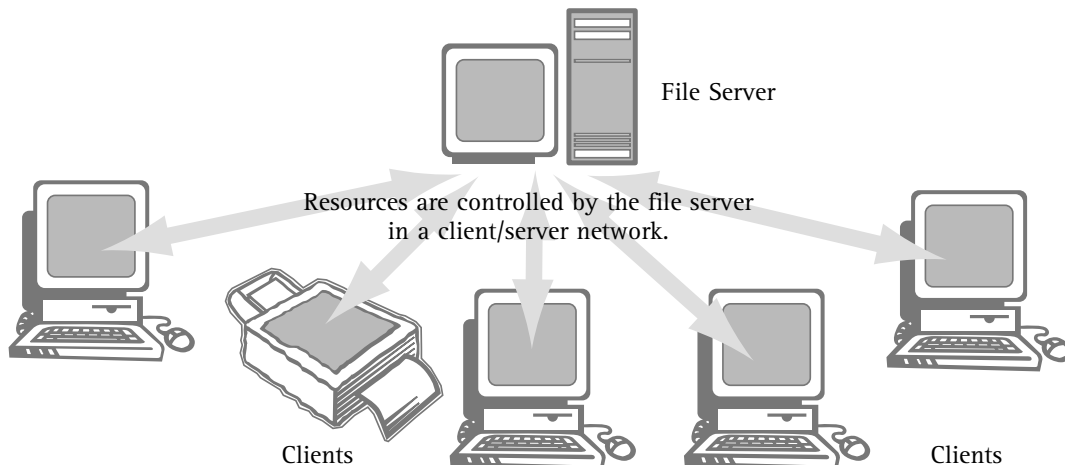 File Server
Resources are controlled by the file server
in a client/server network.
Clients
Clients